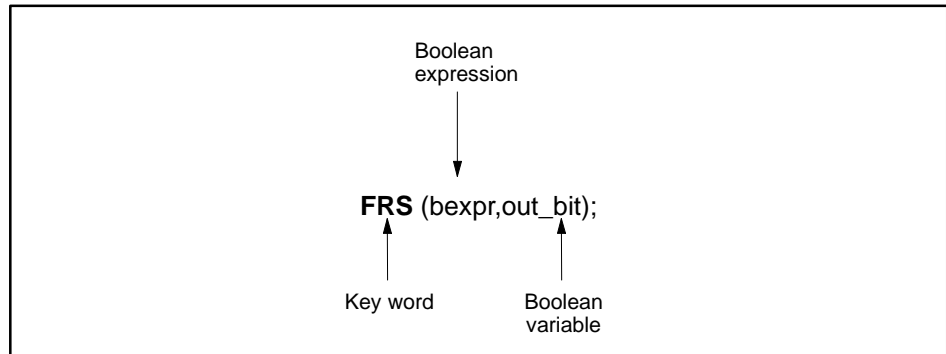 Boolean
expression
FRS (bexpr,out_bit);
Key word
Boolean
variable